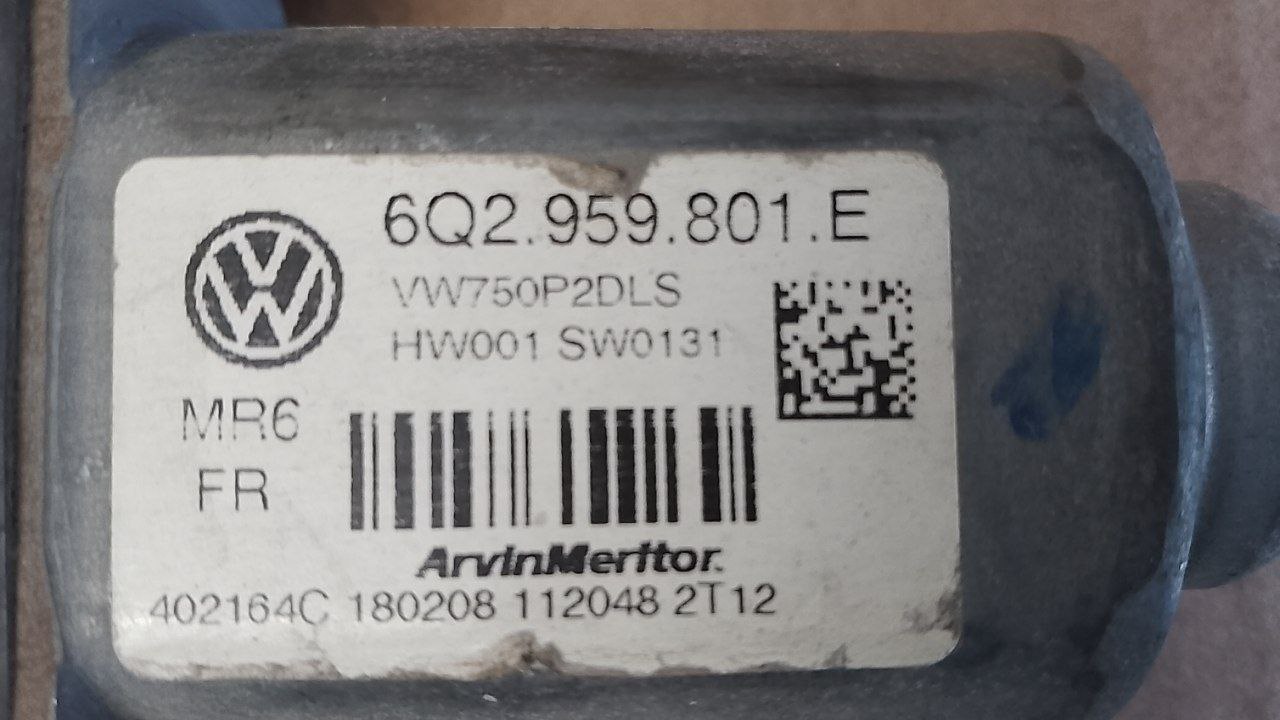 6Q2.959.801.E
VW750P2DLS
HW001 SW0131
MR6
FR
ArvinMeritor.
402164C 180208 112048 2T12